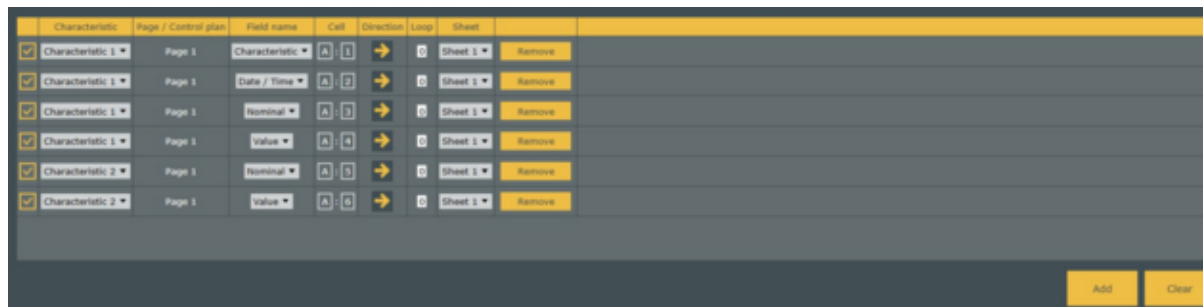 Characteristic Page / Control plan Field name Cell Direction Loop Sheet
Characteristic 1 Page 1 Characteristic A : 1 0 Sheet 1 Remove
Characteristic 1 Page 1 Date / Time A : 2 0 Sheet 1 Remove
Characteristic 1 Page 1 Nominal A : 3 0 Sheet 1 Remove
Characteristic 1 Page 1 Value A : 4 0 Sheet 1 Remove
Characteristic 2 Page 1 Nominal A : 5 0 Sheet 1 Remove
Characteristic 2 Page 1 Value A : 6 0 Sheet 1 Remove
Add Clear